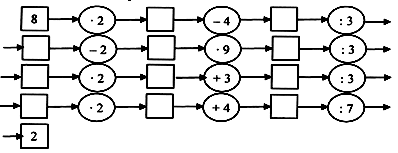 8 · 2 – 4 : 3
– 2 · 9 : 3
· 2 + 3 : 3
· 2 + 4 : 7
2